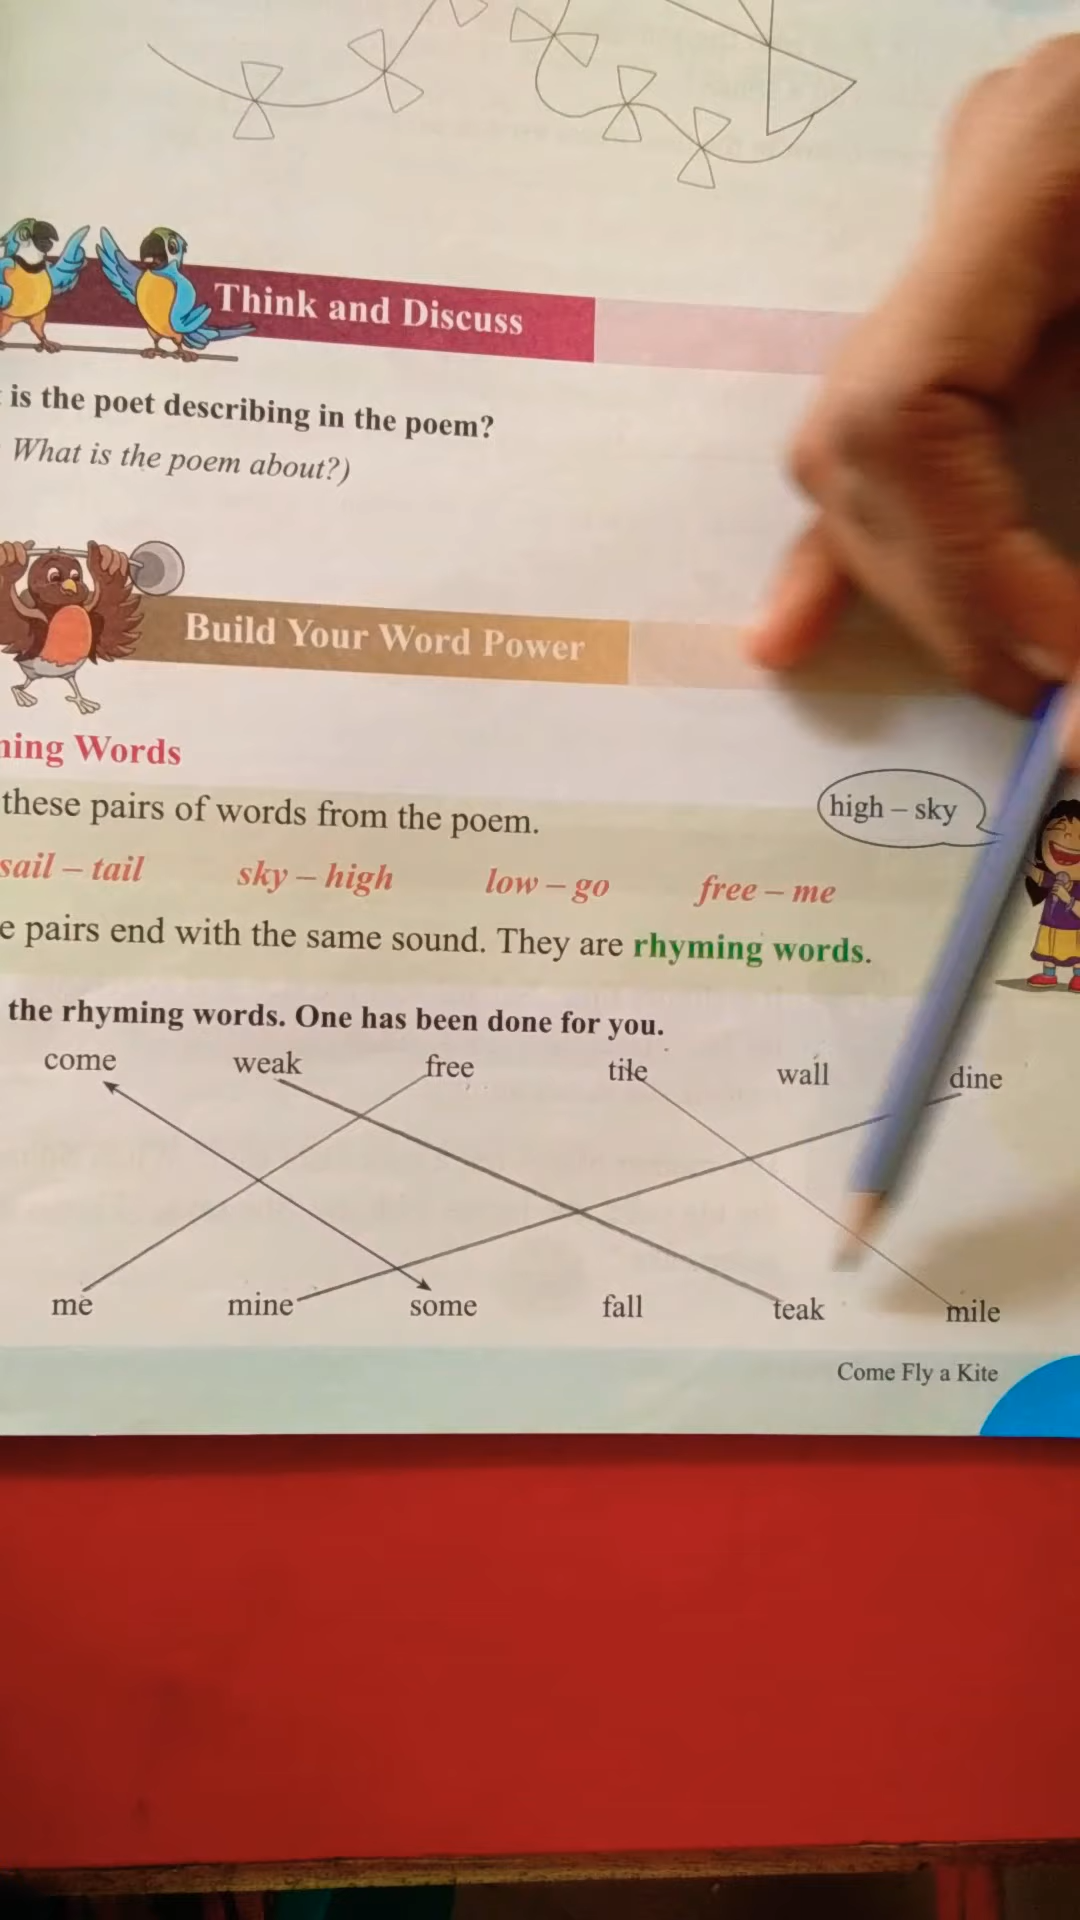 Think and Discuss
is the poet describing in the poem?
What is the poem about?)
Build Your Word Power
ing Words
these pairs of words from the poem.
high – sky
sail – tail sky – high low – go free – me
e pairs end with the same sound. They are rhyming words.
the rhyming words. One has been done for you.
come weak free tile wall dine
me mine some fall teak mile
Come Fly a Kite